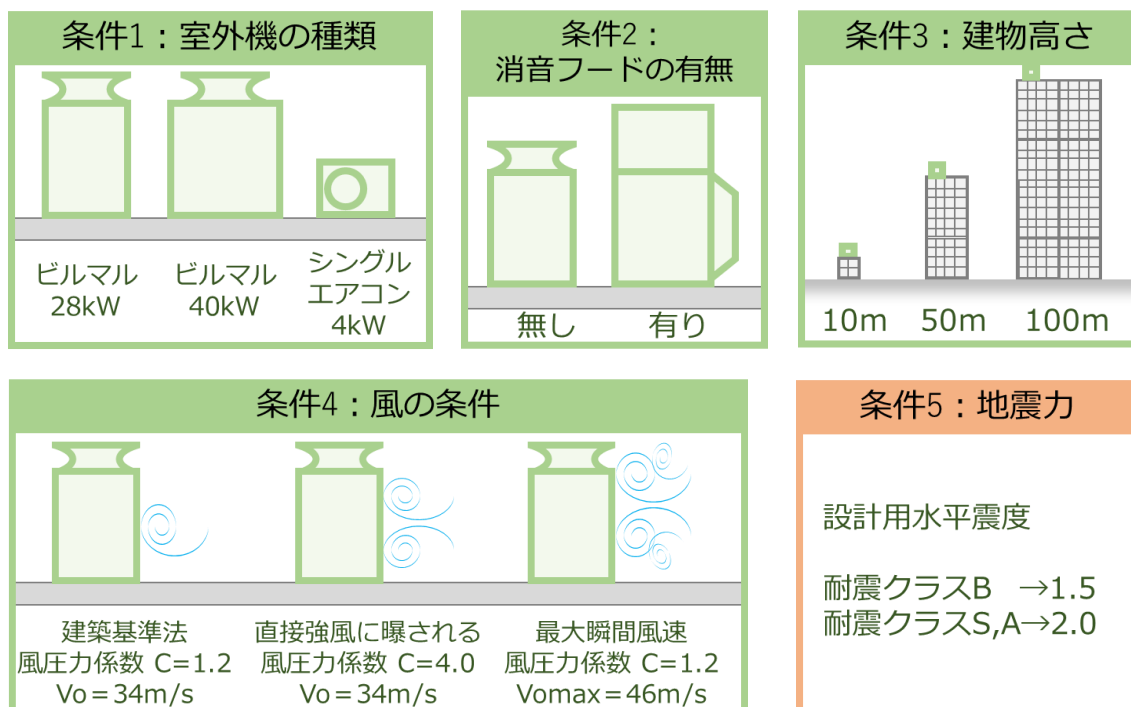 条件1：室外機の種類
ビルマル
28kW
ビルマル
40kW
シングル
エアコン
4kW
条件2：
消音フードの有無
無し
有り
条件3：建物高さ
10m
50m
100m
条件4：風の条件
建築基準法
風圧力係数 C=1.2
Vo＝34m/s
直接強風に曝される
風圧力係数 C=4.0
Vo＝34m/s
最大瞬間風速
風圧力係数 C=1.2
Vomax＝46m/s
条件5：地震力
設計用水平震度
耐震クラスB　→1.5
耐震クラスS,A→2.0